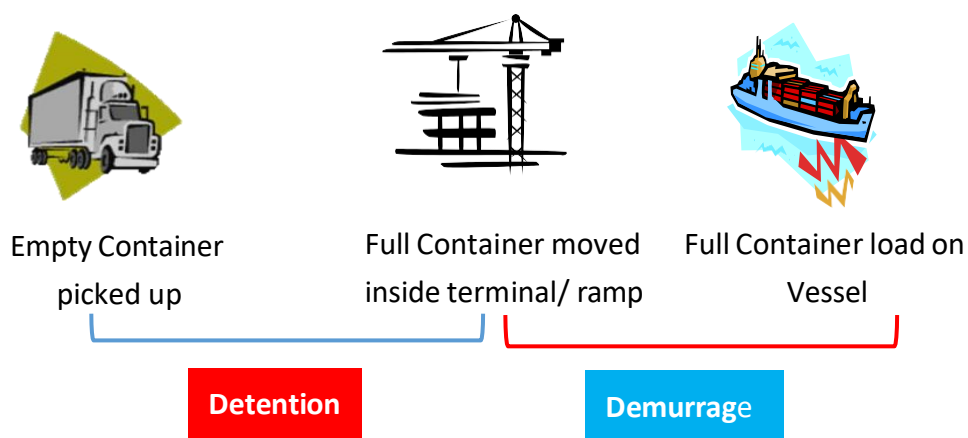 Empty Container
picked up
Full Container moved
inside terminal/ ramp
Full Container load on
Vessel
Detention
Demurrage